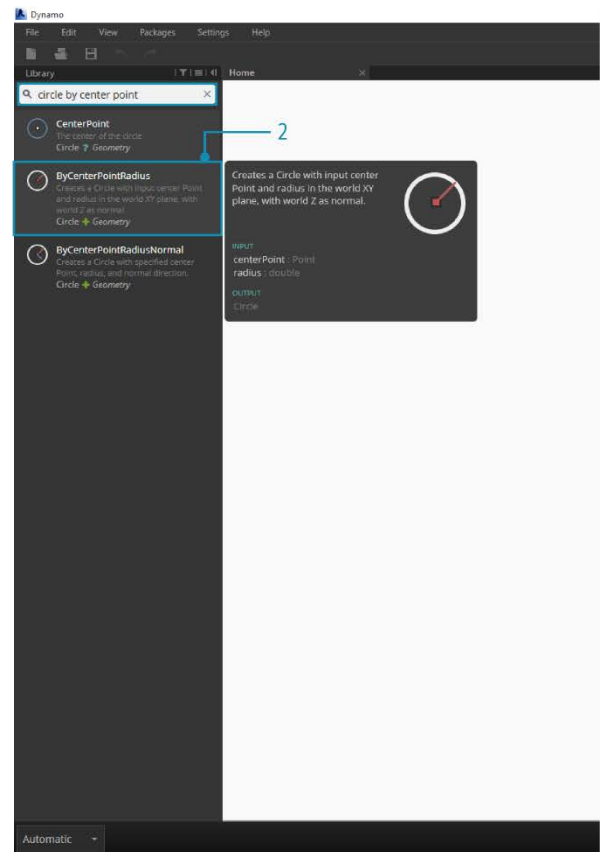 Dynamo
File Edit View Packages Settings Help
Library
Home
circle by center point
CenterPoint
The center of the circle
Circle ? Geometry
2
ByCenterPointRadius
Creates a Circle with input center Point
and radius in the world XY plane, with
world Z as normal.
Circle + Geometry
Creates a Circle with input center
Point and radius in the world XY
plane, with world Z as normal.
INPUT
centerPoint : Point
radius : double
OUTPUT
Circle
ByCenterPointRadiusNormal
Creates a Circle with specified center
Point, radius, and normal direction.
Circle + Geometry
Automatic